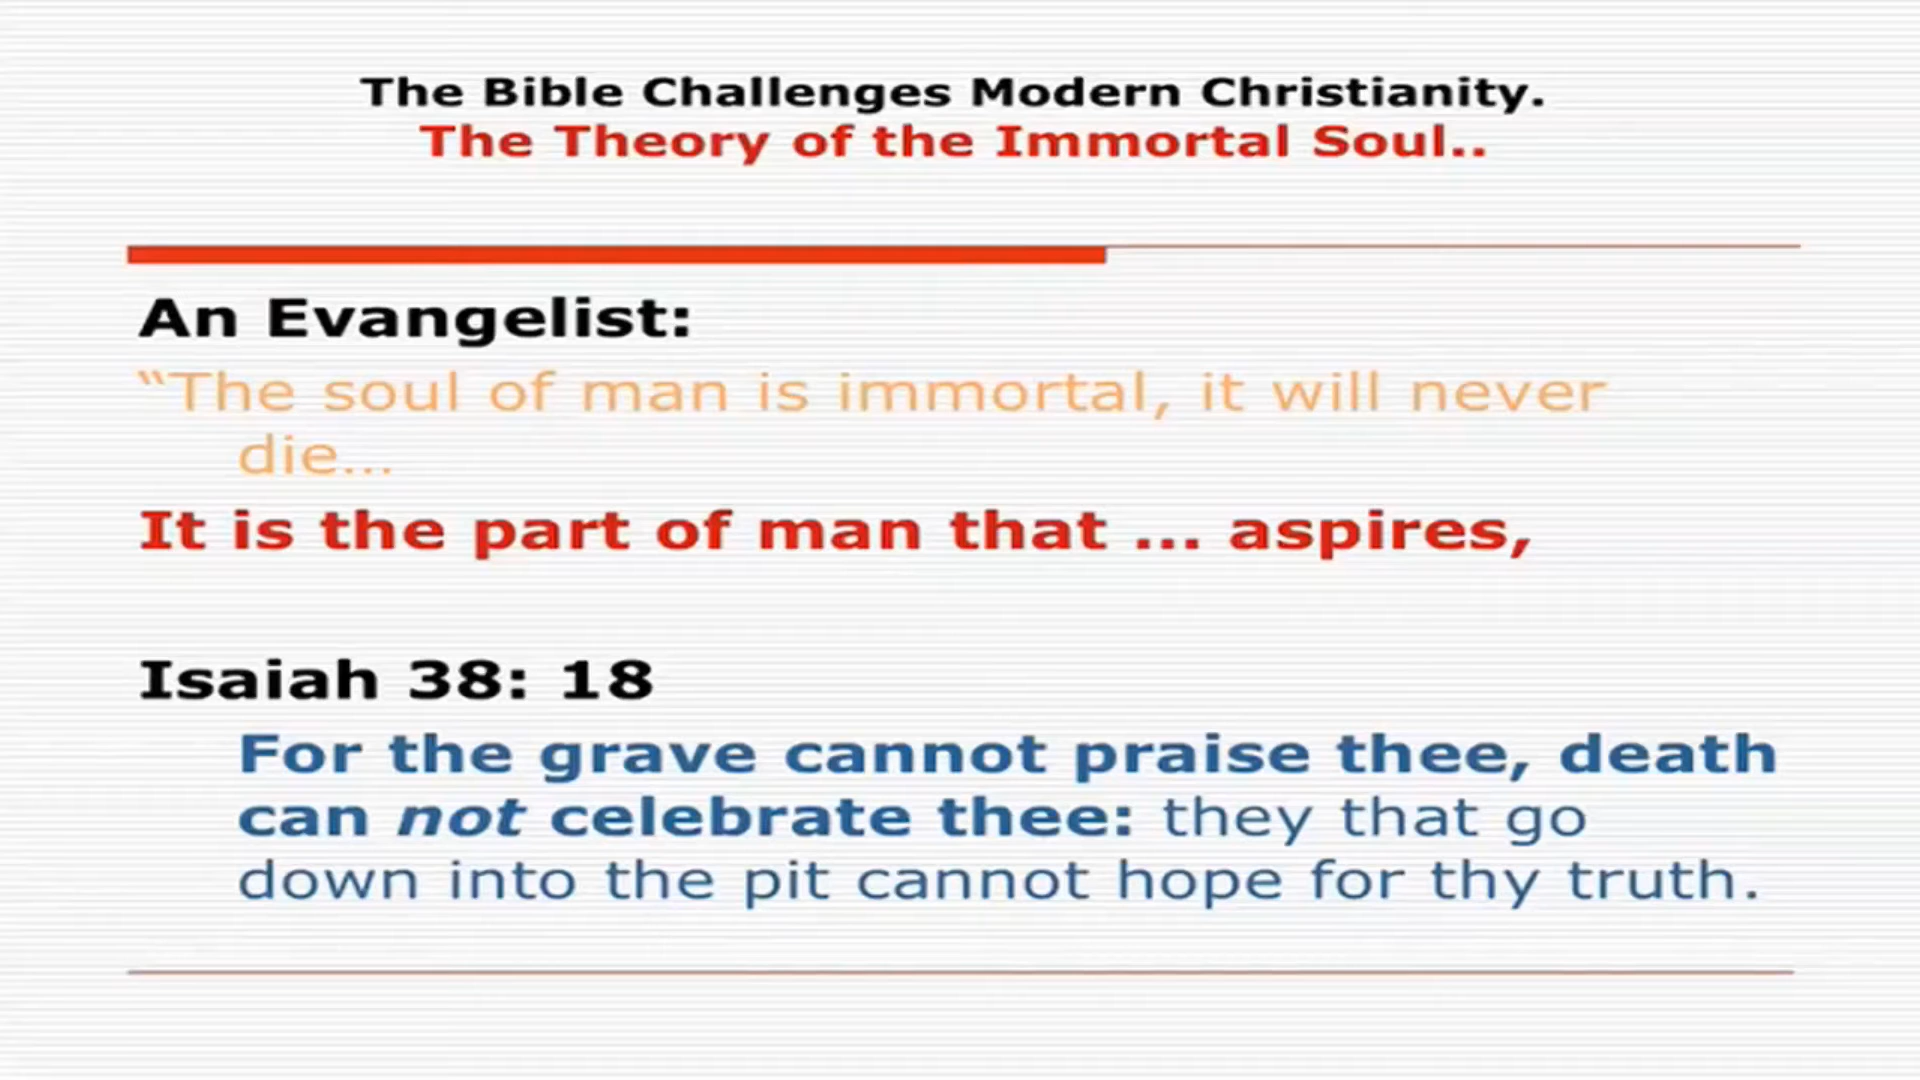 The Bible Challenges Modern Christianity.
The Theory of the Immortal Soul..
An Evangelist:
“The soul of man is immortal, it will never
die...
It is the part of man that ... aspires,
Isaiah 38: 18
For the grave cannot praise thee, death
can not celebrate thee: they that go
down into the pit cannot hope for thy truth.